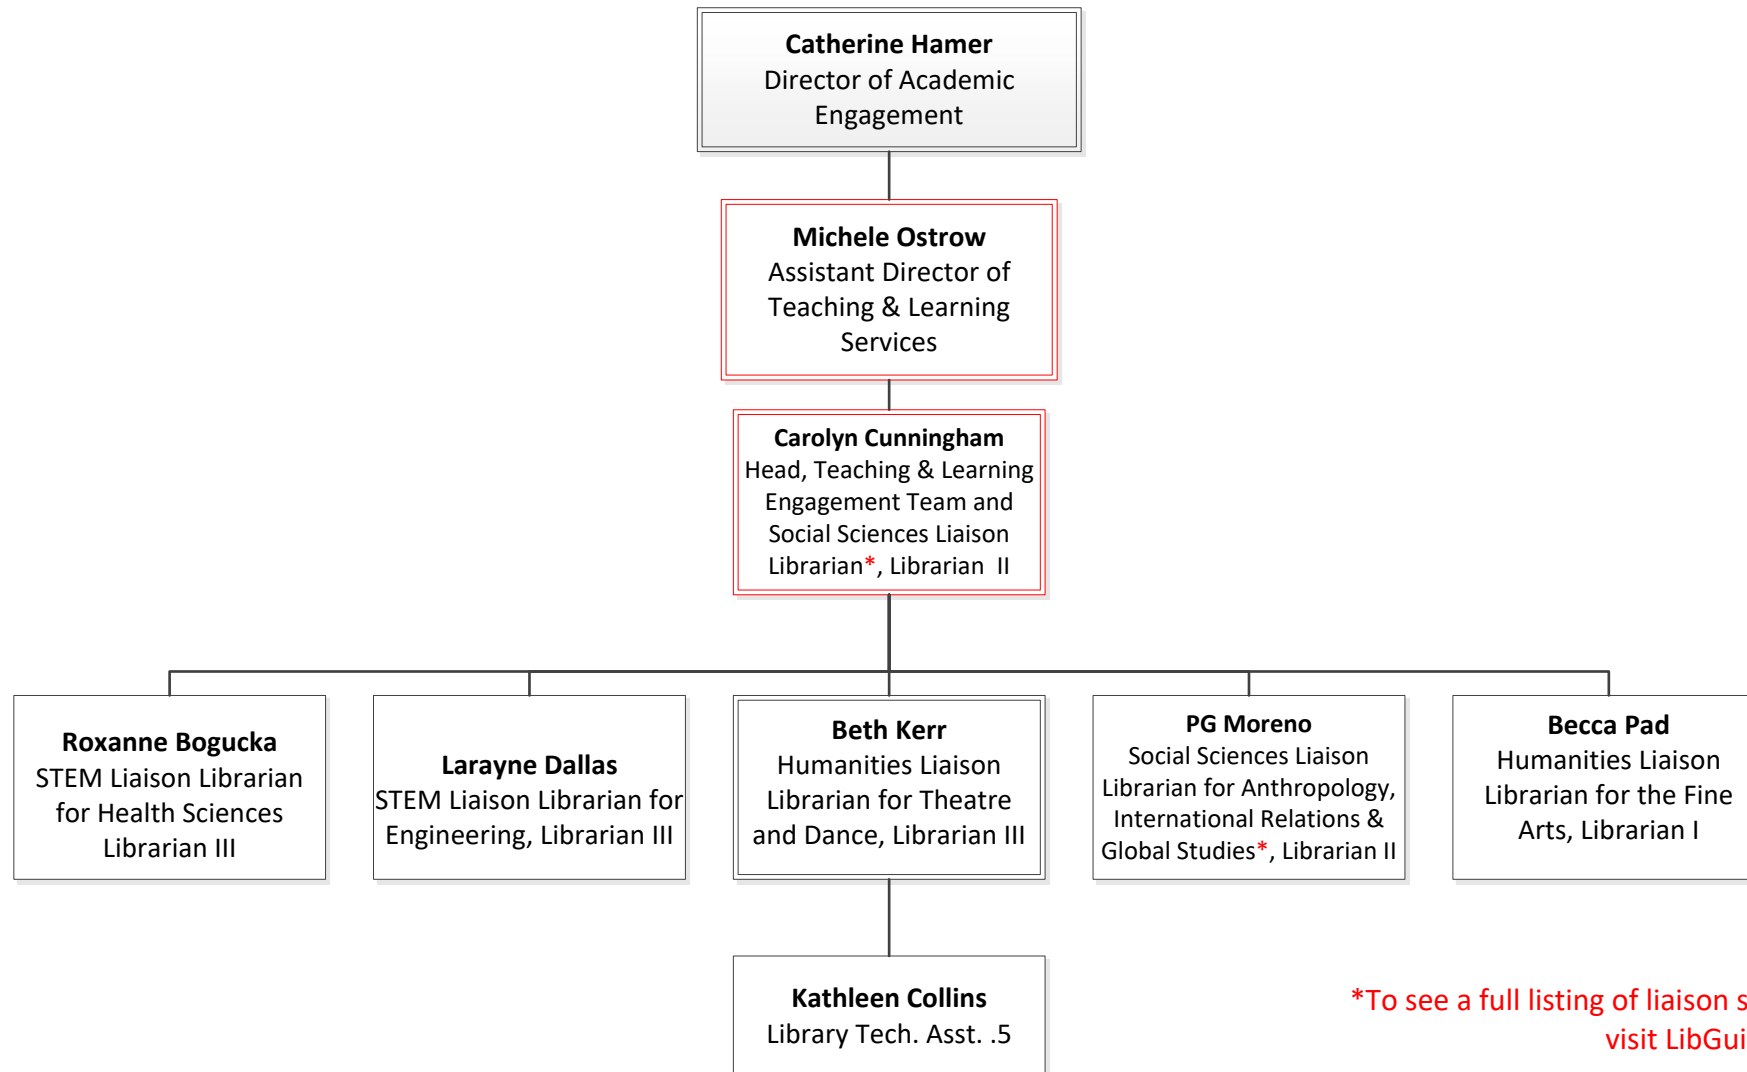 Catherine Hamer
Director of Academic
Engagement
Michele Ostrow
Assistant Director of
Teaching & Learning
Services
Carolyn Cunningham
Head, Teaching & Learning
Engagement Team and
Social Sciences Liaison
Librarian*, Librarian II
Roxanne Bogucka
STEM Liaison Librarian
for Health Sciences
Librarian III
Larayne Dallas
STEM Liaison Librarian for
Engineering, Librarian III
Beth Kerr
Humanities Liaison
Librarian for Theatre
and Dance, Librarian III
PG Moreno
Social Sciences Liaison
Librarian for Anthropology,
International Relations &
Global Studies*, Librarian II
Becca Pad
Humanities Liaison
Librarian for the Fine
Arts, Librarian I
Kathleen Collins
Library Tech. Asst. .5
*To see a full listing of liaison
visit